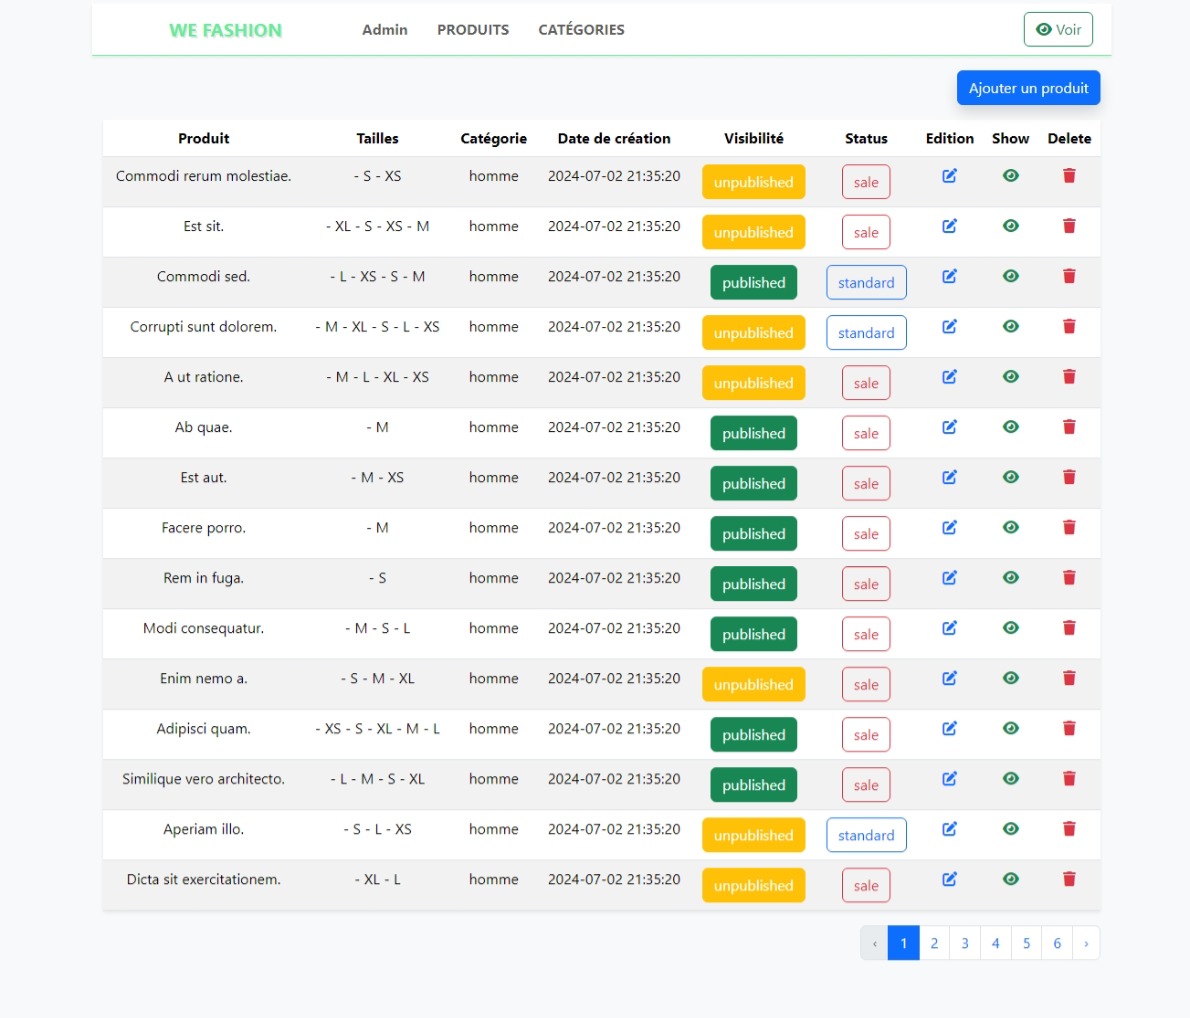 WE FASHION Admin PRODUITS CATÉGORIES Voir
Ajouter un produit
Produit Tailles Catégorie Date de création Visibilité Status Edition Show Delete
Commodi rerum molestiae. - S - XS homme 2024-07-02 21:35:20 unpublished sale
Est sit. - XL - S - XS - M homme 2024-07-02 21:35:20 unpublished sale
Commodi sed. - L - XS - S - M homme 2024-07-02 21:35:20 published standard
Corrupti sunt dolorem. - M - XL - S - L - XS homme 2024-07-02 21:35:20 unpublished standard
A ut ratione. - M - L - XL - XS homme 2024-07-02 21:35:20 unpublished sale
Ab quae. - M homme 2024-07-02 21:35:20 published sale
Est aut. - M - XS homme 2024-07-02 21:35:20 published sale
Facere porro. - M homme 2024-07-02 21:35:20 published sale
Rem in fuga. - S homme 2024-07-02 21:35:20 published sale
Modi consequatur. - M - S - L homme 2024-07-02 21:35:20 published sale
Enim nemo a. - S - M - XL homme 2024-07-02 21:35:20 unpublished sale
Adipisci quam. - XS - S - XL - M - L homme 2024-07-02 21:35:20 published sale
Similique vero architecto. - L - M - S - XL homme 2024-07-02 21:35:20 published sale
Aperiam illo. - S - L - XS homme 2024-07-02 21:35:20 unpublished standard
Dicta sit exercitationem. - XL - L homme 2024-07-02 21:35:20 unpublished sale
‹ 1 2 3 4 5 6 ›